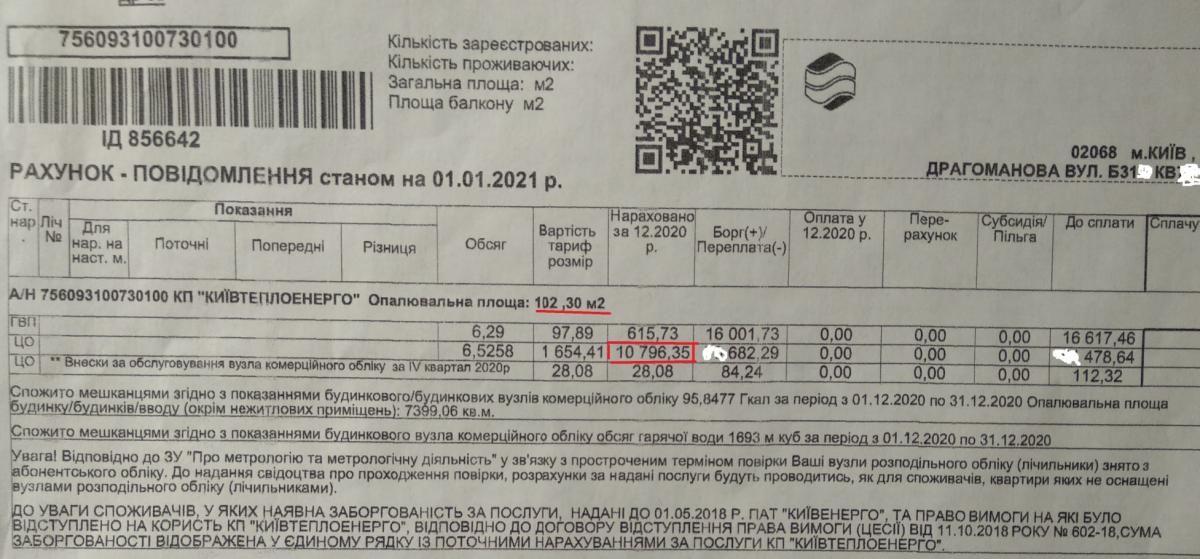 756093100730100
ІД 856642
Кількість зареєстрованих:
Кількість проживаючих:
Загальна площа: м2
Площа балкону м2
02068 м.КИЇВ ,
ДРАГОМАНОВА ВУЛ. Б31 КВ
РАХУНОК - ПОВІДОМЛЕННЯ станом на 01.01.2021 р.
Ст. нар. Ліч № Показання Обсяг Вартість тариф розмір Нараховано за 12.2020 р. Борг(+)/ Переплата(-) Оплата у 12.2020 р. Пере- рахунок Субсидія/ Пільга До сплати Сплачу
Для нар. на наст. м. Поточні Попередні Різниця
А/Н 756093100730100 КП "КИЇВТЕПЛОЕНЕРГО" Опалювальна площа: 102 ,30 м2
ГВП 6,29 97,89 615,73 16 001,73 0,00 0,00 0,00 16 617,46
ЦО 6,5258 1 654,41 10 796,35 682,29 0,00 0,00 0,00 478,64
ЦО ** Внески за обслуговування вузла комерційного обліку за IV квартал 2020р 28,08 28,08 84,24 0,00 0,00 0,00 112,32
Спожито мешканцями згідно з показаннями будинкового/будинкових вузлів комерційного обліку 95,8477 Гкал за період з 01.12.2020 по 31.12.2020 Опалювальна площа
будинку/будинків/вводу (окрім нежитлових приміщень): 7399,06 кв.м.
Спожито мешканцями згідно з показаннями будинкового вузла комерційного обліку обсяг гарячої води 1693 м куб за період з 01.12.2020 по 31.12.2020
Увага! Відповідно до ЗУ "Про метрологію та метрологічну діяльність" у зв'язку з простроченим терміном повірки Ваші вузли розподільного обліку (лічильники) знято з
абонентського обліку. До надання свідоцтва про проходження повірки, розрахунки за надані послуги будуть проводитись, як для споживачів, квартири яких не оснащені
вузлами розподільного обліку (лічильниками).
ДО УВАГИ СПОЖИВАЧІВ, У ЯКИХ НАЯВНА ЗАБОРГОВАНІСТЬ ЗА ПОСЛУГИ, НАДАНІ ДО 01.05.2018 Р. ПАТ "КИЇВЕНЕРГО", ТА ПРАВО ВИМОГИ НА ЯКІ БУЛО
ВІДСТУПЛЕНО НА КОРИСТЬ КП "КИЇВТЕПЛОЕНЕРГО", ВІДПОВІДНО ДО ДОГОВОРУ ВІДСТУПЛЕННЯ ПРАВА ВИМОГИ (ЦЕСІЇ) ВІД 11.10.2018 РОКУ № 602-18,СУМА
ЗАБОРГОВАНОСТІ ВІДОБРАЖЕНА У ЄДИНОМУ РЯДКУ ІЗ ПОТОЧНИМИ НАРАХУВАННЯМИ ЗА ПОСЛУГИ КП "КИЇВТЕПЛОЕНЕРГО".